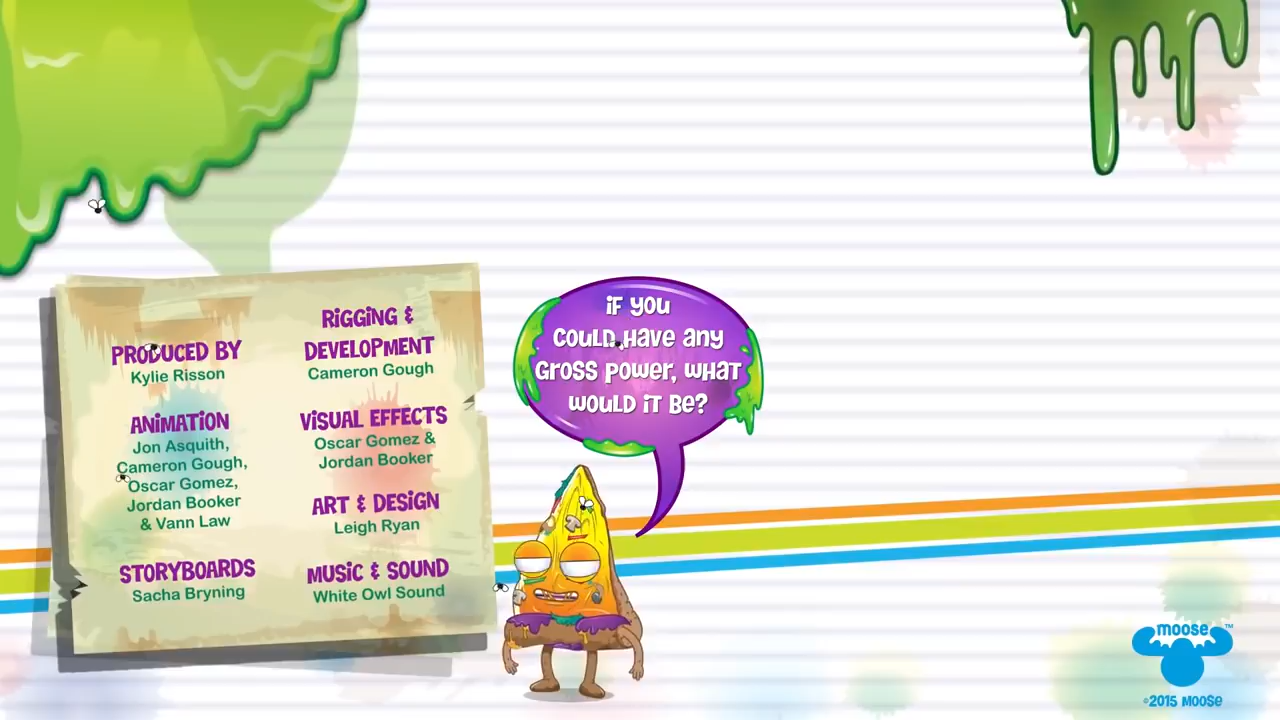 PRODUCED BY
Kylie Risson
ANiMATiON
Jon Asquith,
Cameron Gough,
Oscar Gomez,
Jordan Booker
& Vann Law
STORYBOARDS
Sacha Bryning
RiGGiNG &
DEVELOPMENT
Cameron Gough
ViSUAL EFFECTS
Oscar Gomez &
Jordan Booker
ART & DESiGN
Leigh Ryan
MUSiC & SOUND
White Owl Sound
iF YOU
COULD HAVE ANY
GROSS POWER, WHAT
WOULD iT BE?
moose™
©2015 MOOSE